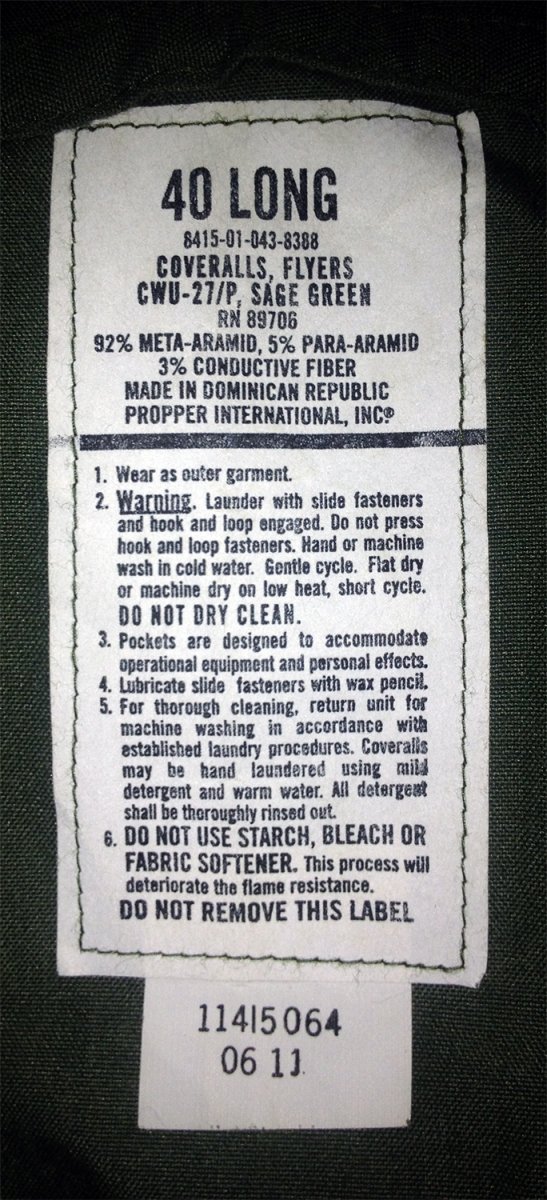 40 LONG
8415-01-043-8388
COVERALLS, FLYERS
CWU-27/P, SAGE GREEN
RN 89706
92% META-ARAMID, 5% PARA-ARAMID
3% CONDUCTIVE FIBER
MADE IN DOMINICAN REPUBLIC
PROPPER INTERNATIONAL, INC.®
1. Wear as outer garment.
2. Warning. Launder with slide fasteners
and hook and loop engaged. Do not press
hook and loop fasteners. Hand or machine
wash in cold water. Gentle cycle. Flat dry
or machine dry on low heat, short cycle.
DO NOT DRY CLEAN.
3. Pockets are designed to accommodate
operational equipment and personal effects.
4. Lubricate slide fasteners with wax pencil.
5. For thorough cleaning, return unit for
machine washing in accordance with
established laundry procedures. Coveralls
may be hand laundered using mild
detergent and warm water. All detergent
shall be thoroughly rinsed out.
6. DO NOT USE STARCH, BLEACH OR
FABRIC SOFTENER. This process will
deteriorate the flame resistance.
DO NOT REMOVE THIS LABEL
11415064
06 11